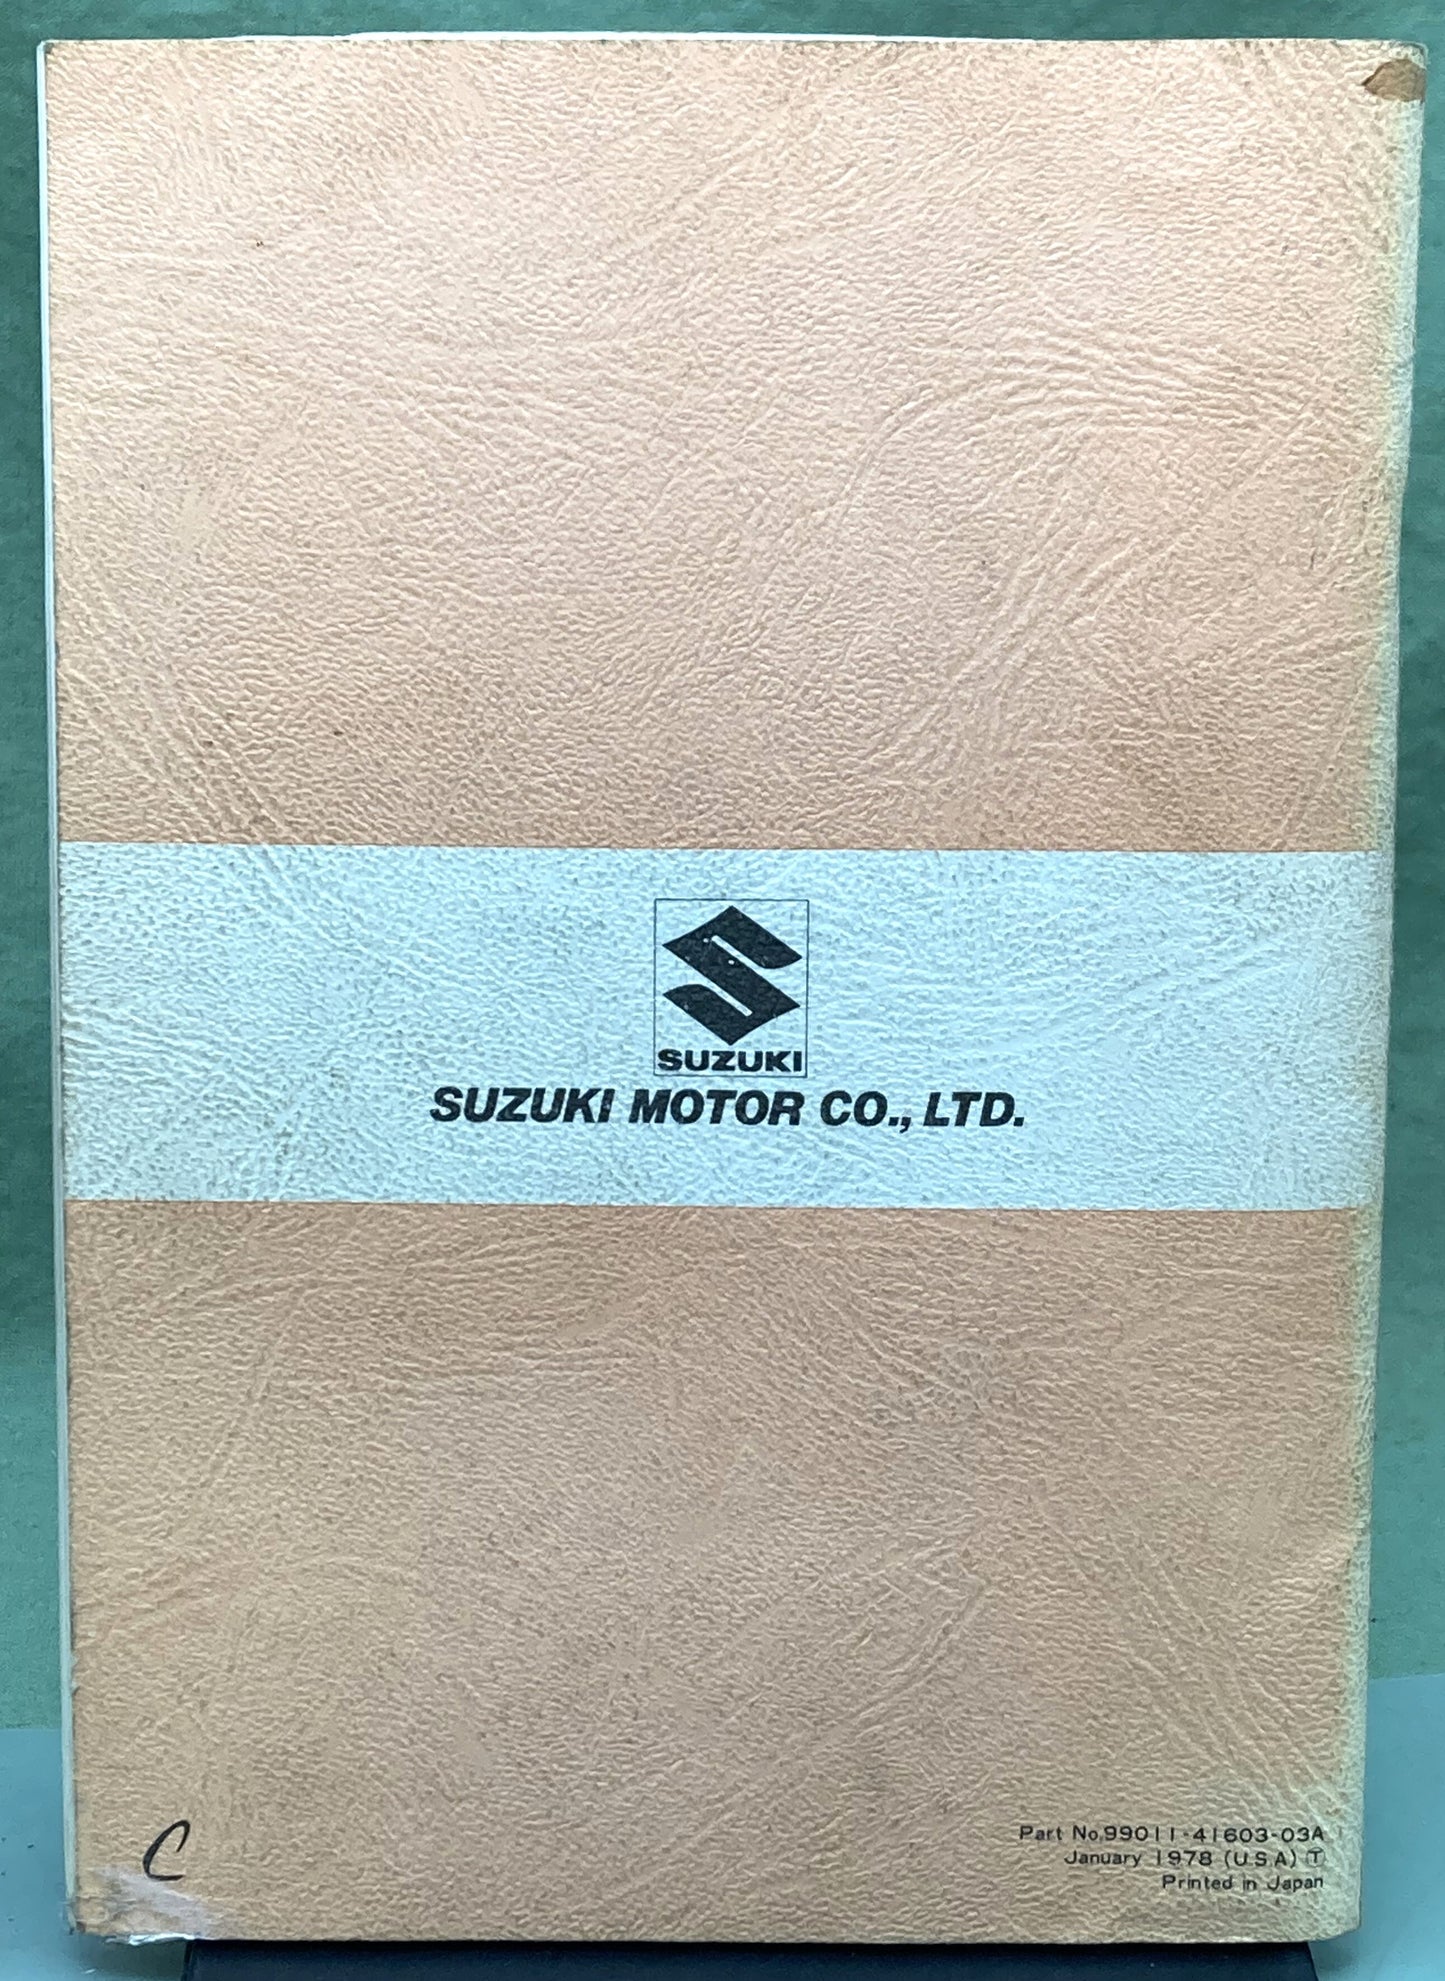 SUZUKI
SUZUKI MOTOR CO., LTD.
C
Part No.99011-41603-03A
January 1978 (U.S.A) Ⓣ
Printed in Japan